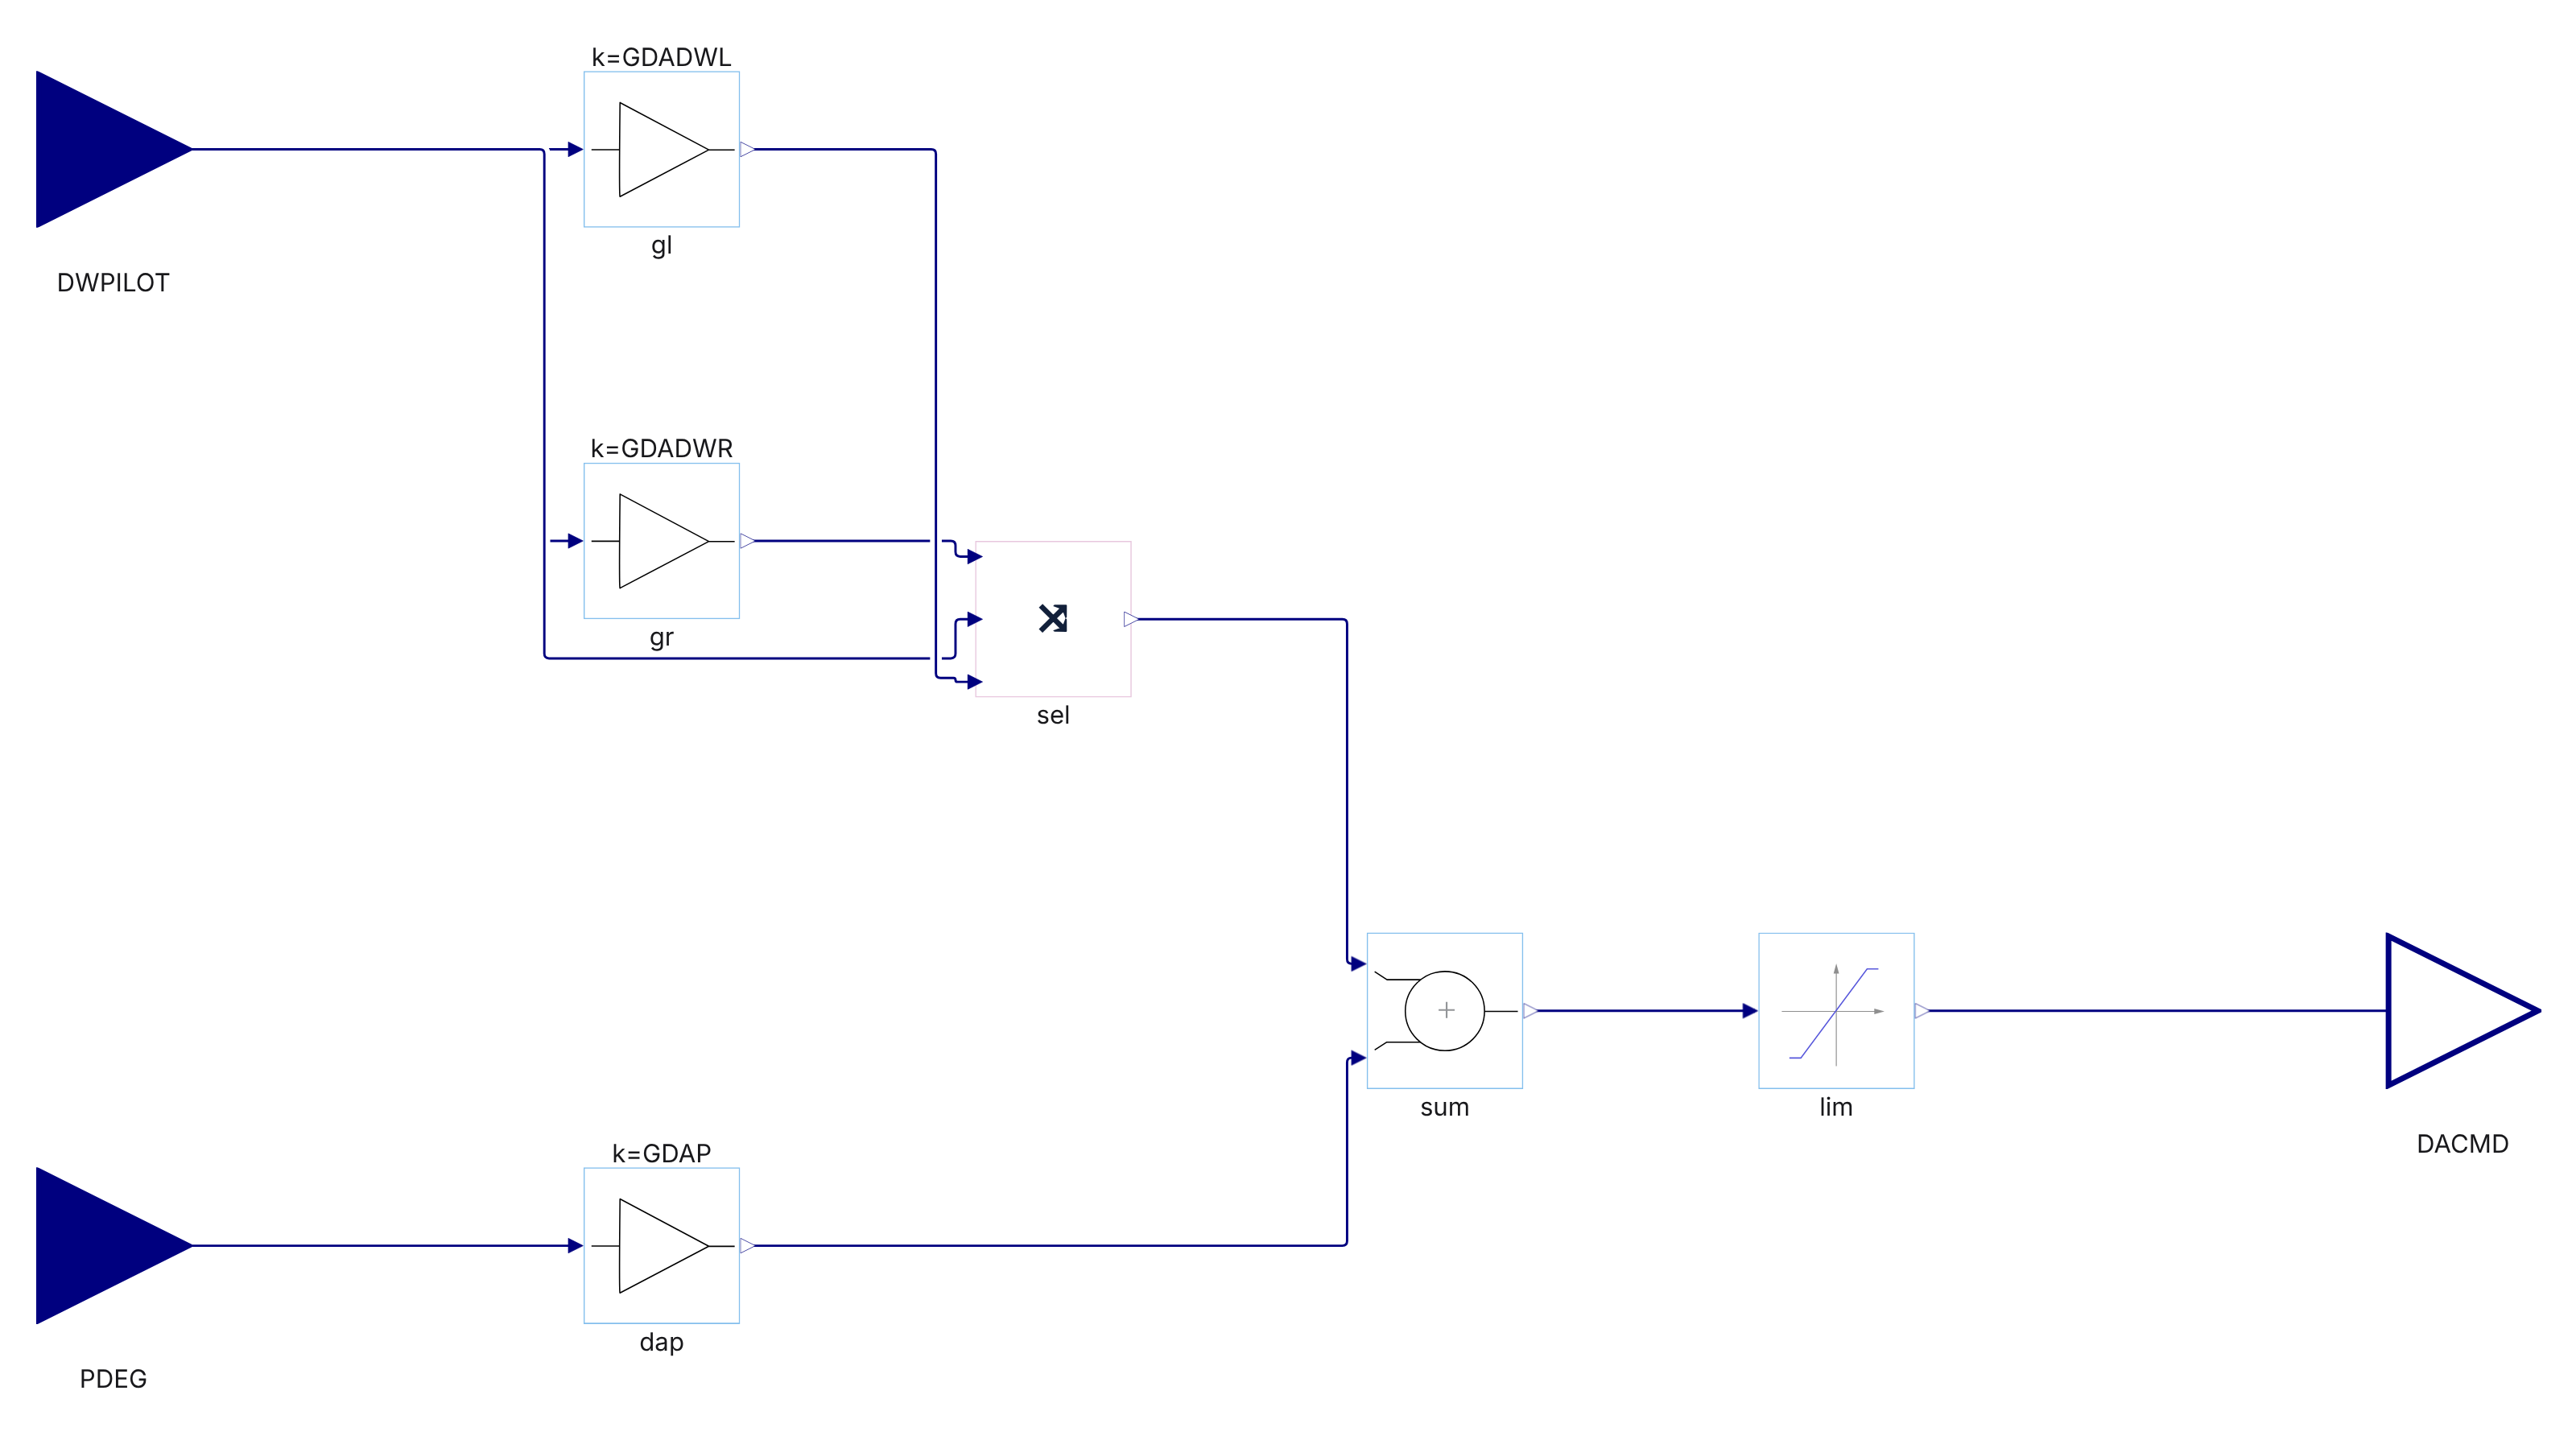 k=GDADWL
gl
DWPILOT
k=GDADWR
gr
sel
sum
lim
DACMD
k=GDAP
dap
PDEG